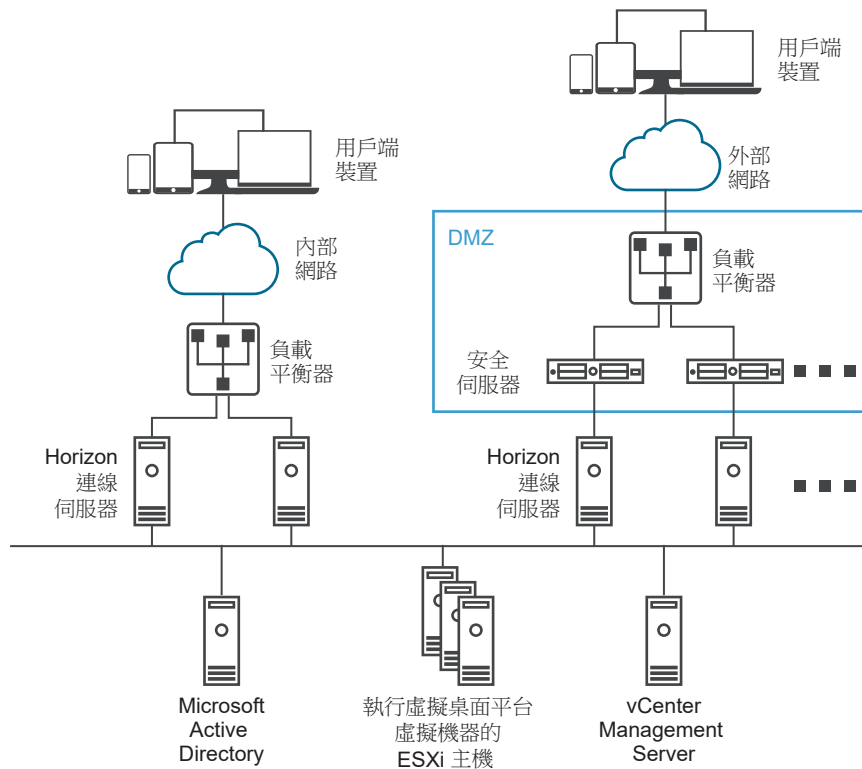 用戶端
裝置
外部
網路
DMZ
負載
平衡器
安全
伺服器
Horizon
連線
伺服器
用戶端
裝置
內部
網路
負載
平衡器
Horizon
連線
伺服器
Microsoft
Active
Directory
執行虛擬桌面平台
虛擬機器的
ESXi 主機
vCenter
Management
Server